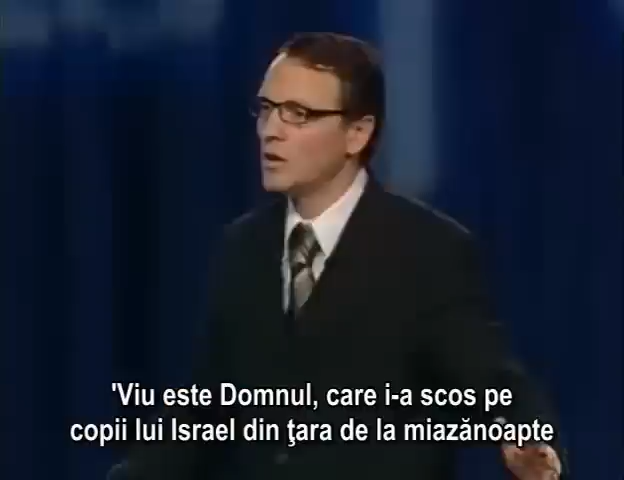 'Viu este Domnul, care i-a scos pe
copii lui Israel din ţara de la miazănoapte